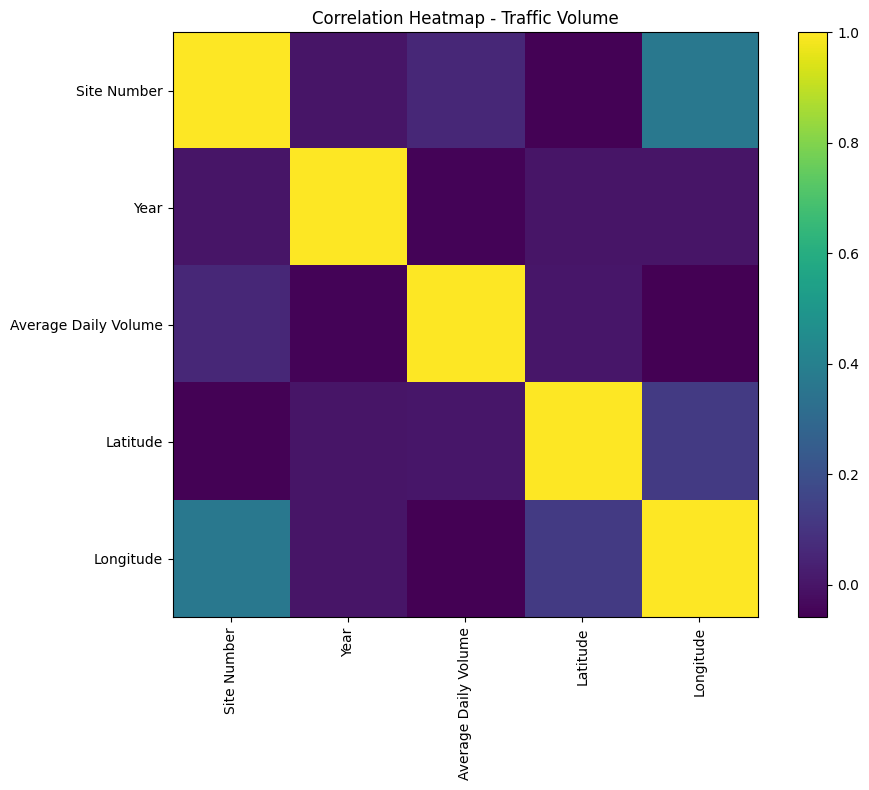 Correlation Heatmap - Traffic Volume
Site Number
Year
Average Daily Volume
Latitude
Longitude
Site Number
Year
Average Daily Volume
Latitude
Longitude
1.0
0.8
0.6
0.4
0.2
0.0